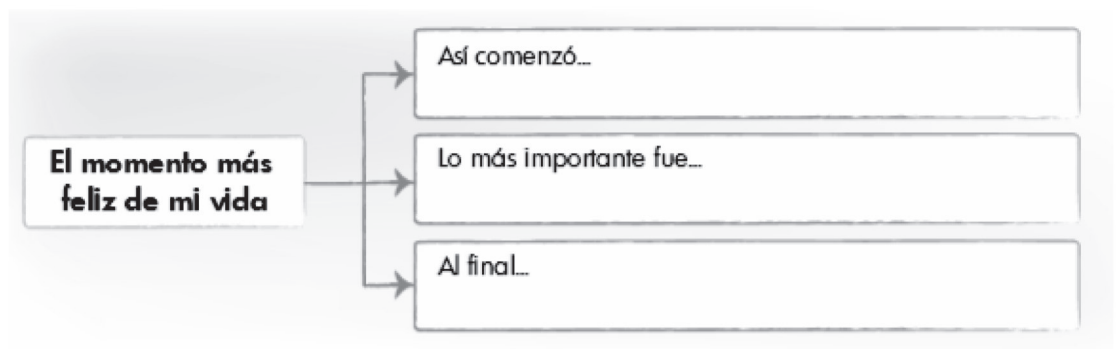 El momento más
feliz de mi vida
Así comenzó...
Lo más importante fue...
Al final...